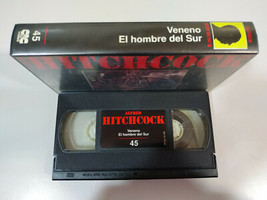 45
Veneno
El hombre del Sur
HITCHCOCK
ALFRED
HITCHCOCK
Veneno
El hombre del Sur
45